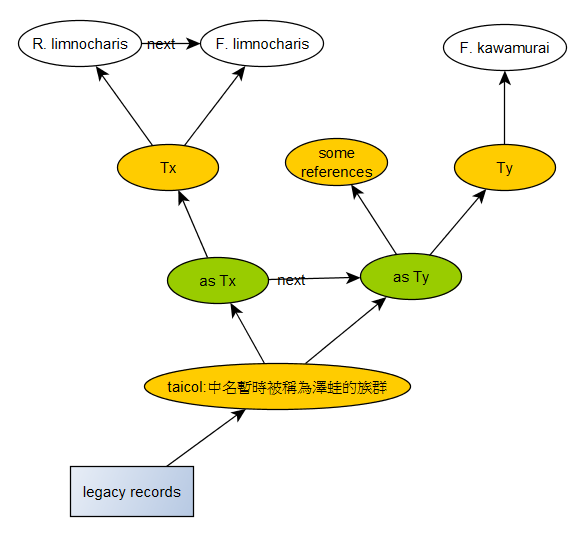 R. limnocharis
next
F. limnocharis
F. kawamurai
Tx
some
references
Ty
as Tx
next
as Ty
taicol:中名暫時被稱為澤蛙的族群
legacy records